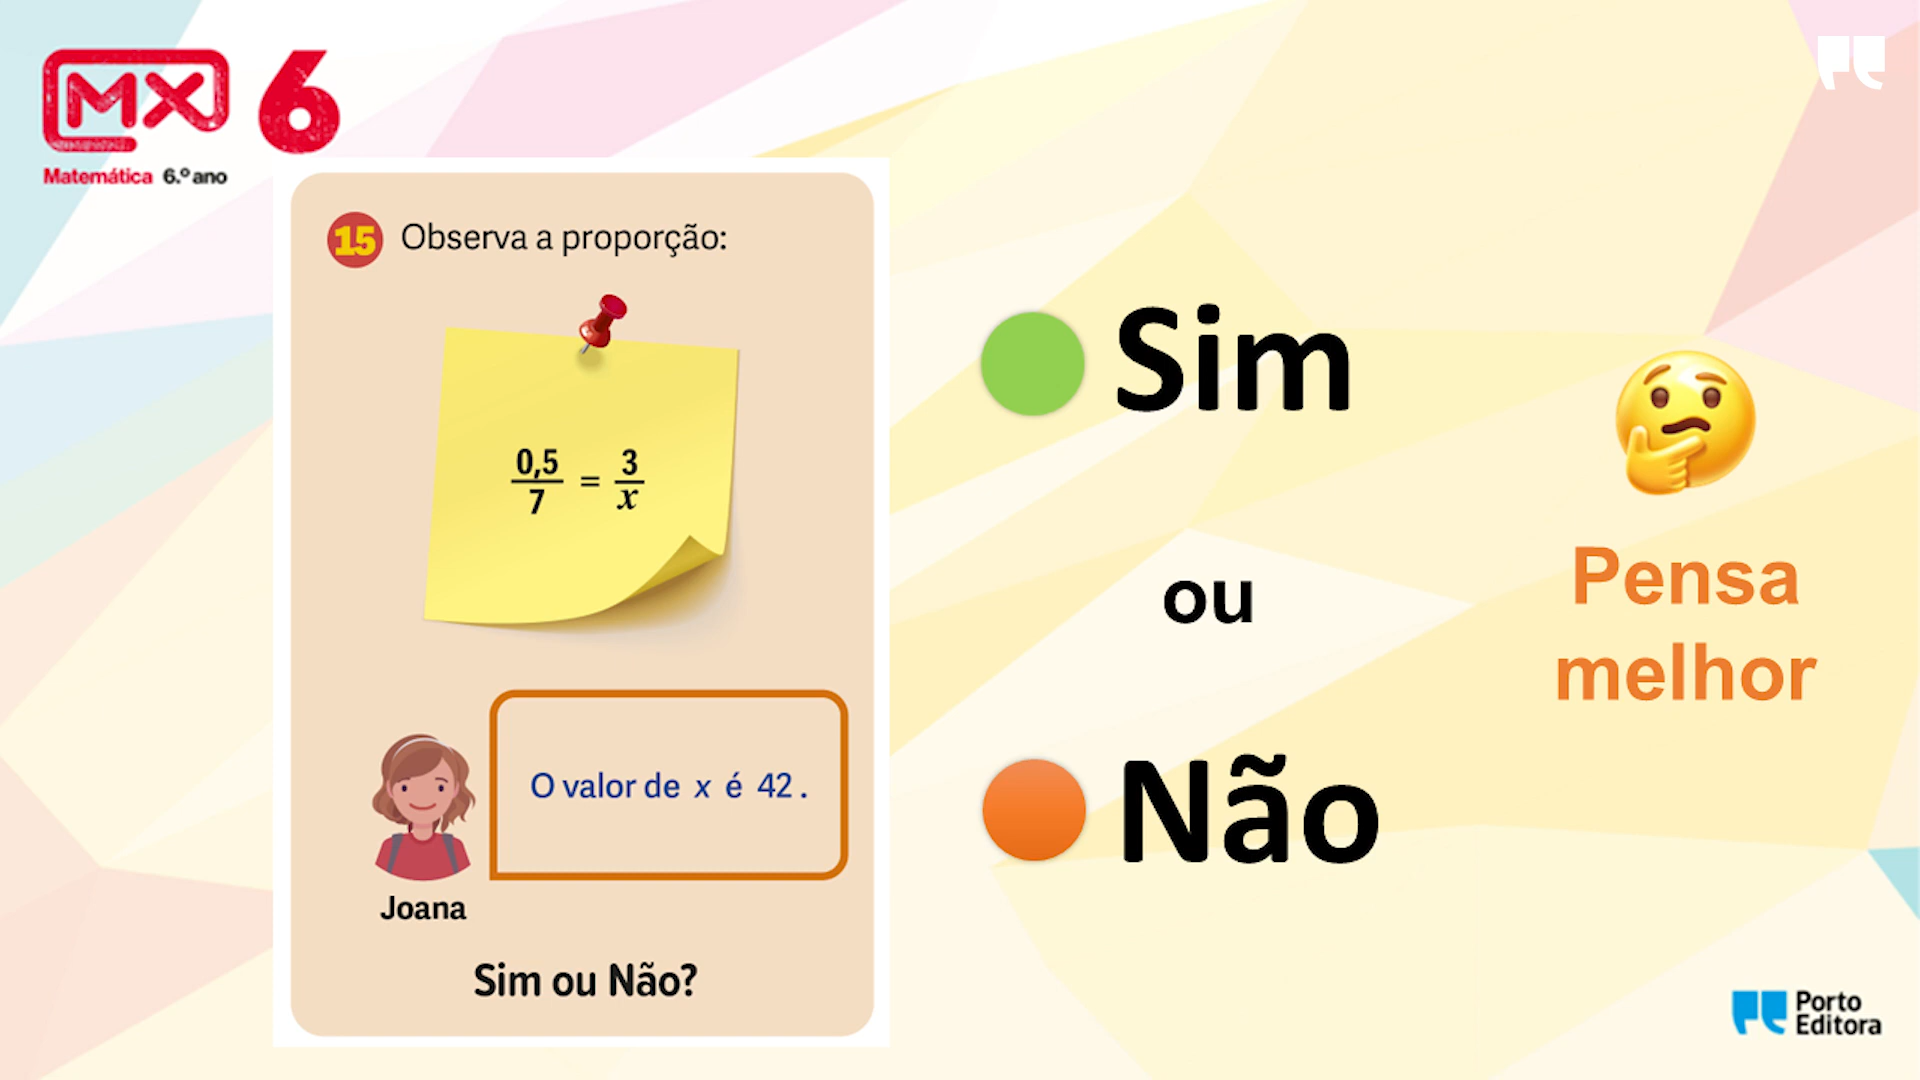 MX 6
Matemática 6.º ano
15 Observa a proporção:
0,5/7 = 3/x
O valor de x é 42.
Joana
Sim ou Não?
Sim
ou
Não
Pensa
melhor
Porto
Editora